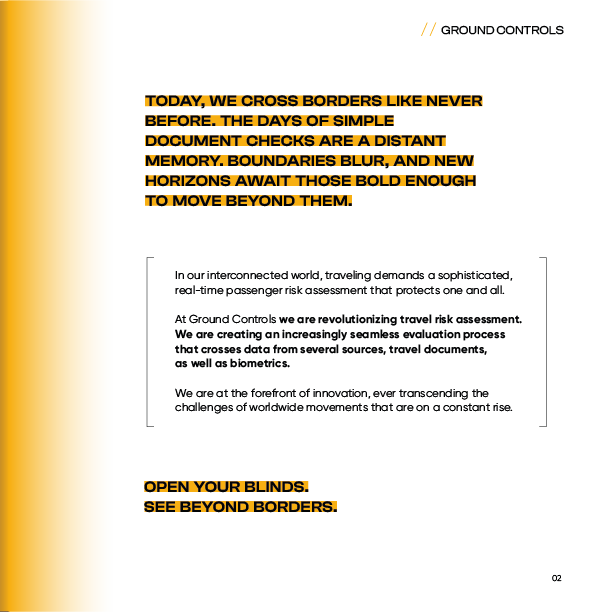 // GROUND CONTROLS
TODAY, WE CROSS BORDERS LIKE NEVER
BEFORE. THE DAYS OF SIMPLE
DOCUMENT CHECKS ARE A DISTANT
MEMORY. BOUNDARIES BLUR, AND NEW
HORIZONS AWAIT THOSE BOLD ENOUGH
TO MOVE BEYOND THEM.
In our interconnected world, traveling demands a sophisticated,
real-time passenger risk assessment that protects one and all.
At Ground Controls we are revolutionizing travel risk assessment.
We are creating an increasingly seamless evaluation process
that crosses data from several sources, travel documents,
as well as biometrics.
We are at the forefront of innovation, ever transcending the
challenges of worldwide movements that are on a constant rise.
OPEN YOUR BLINDS.
SEE BEYOND BORDERS.
02